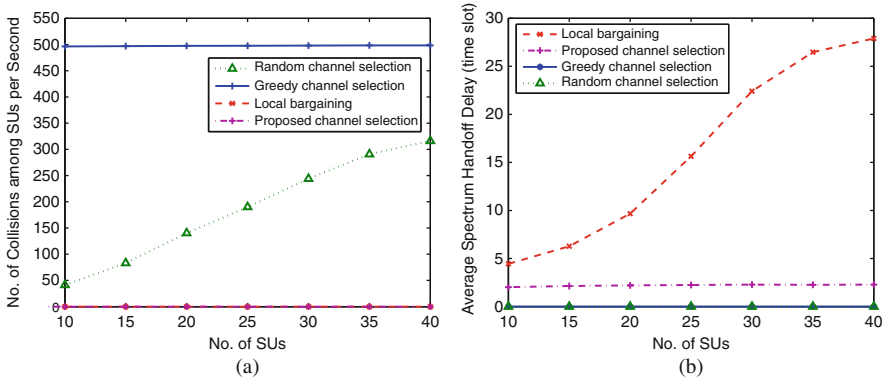 550
500
450
400
350
300
250
200
150
100
50
0
No. of Collisions among SUs per Second
Random channel selection
Greedy channel selection
Local bargaining
Proposed channel selection
10 15 20 25 30 35 40
No. of SUs
(a)
30
25
20
15
10
5
0
Average Spectrum Handoff Delay (time slot)
Local bargaining
Proposed channel selection
Greedy channel selection
Random channel selection
10 15 20 25 30 35 40
No. of SUs
(b)